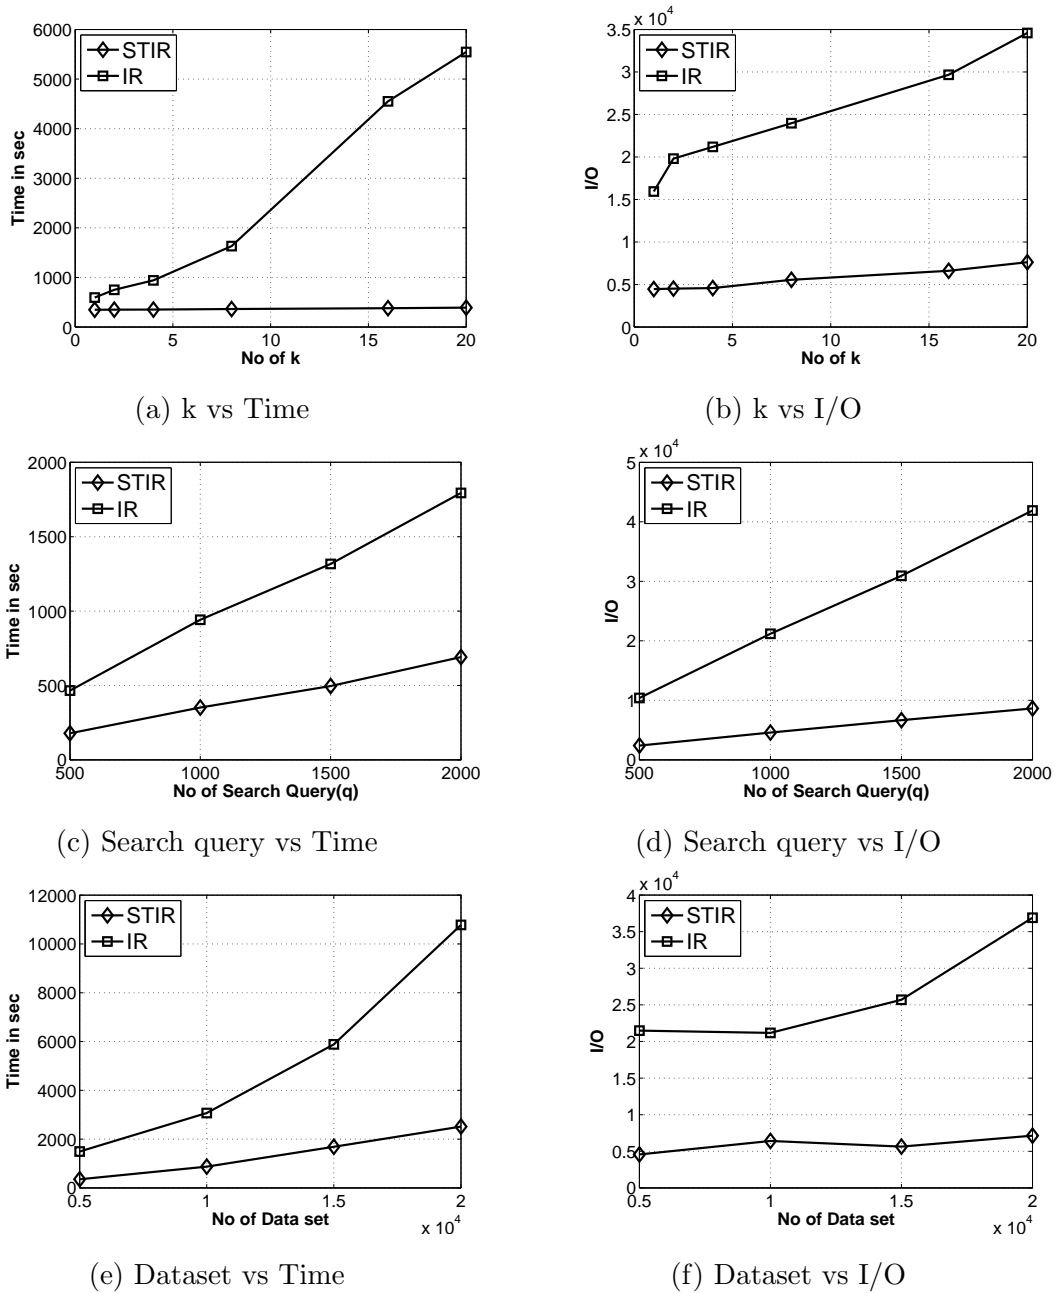 6000
5000
4000
3000
2000
1000
0
Time in sec
STIR
IR
0 5 10 15 20
No of k
(a) k vs Time
x 10^4
3.5
3
2.5
2
1.5
1
0.5
0
I/O
STIR
IR
0 5 10 15 20
No of k
(b) k vs I/O
2000
1500
1000
500
0
Time in sec
STIR
IR
500 1000 1500 2000
No of Search Query(q)
(c) Search query vs Time
x 10^4
5
4
3
2
1
0
I/O
STIR
IR
500 1000 1500 2000
No of Search Query(q)
(d) Search query vs I/O
12000
10000
8000
6000
4000
2000
0
Time in sec
STIR
IR
0.5 1 1.5 2
No of Data set
x 10^4
(e) Dataset vs Time
x 10^4
4
3.5
3
2.5
2
1.5
1
0.5
0
I/O
STIR
IR
0.5 1 1.5 2
No of Data set
x 10^4
(f) Dataset vs I/O